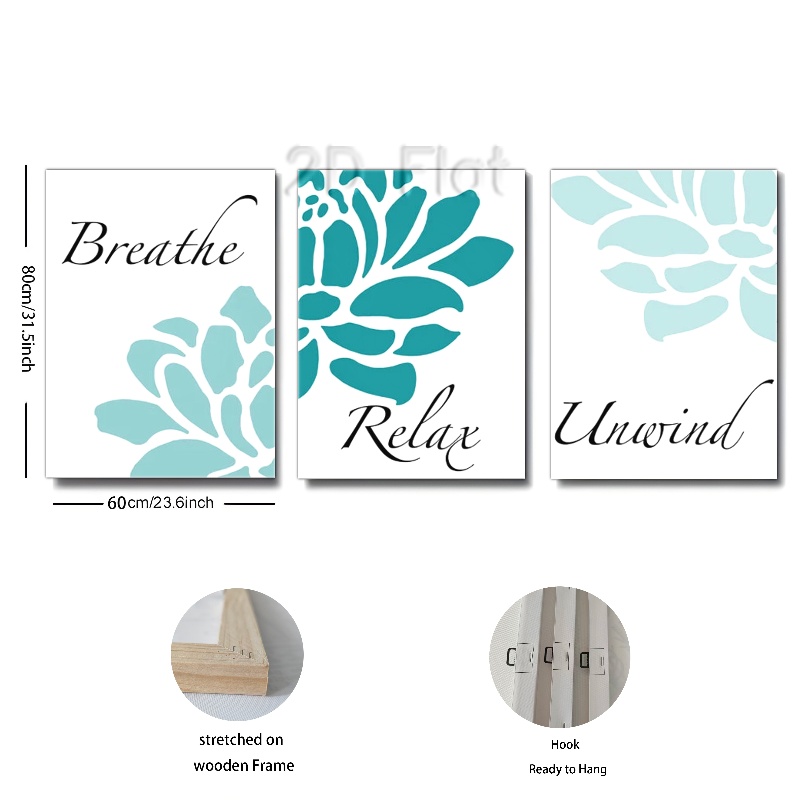 2D Flat
Breathe
Relax
Unwind
80cm/31.5inch
60cm/23.6inch
stretched on
wooden Frame
Hook
Ready to Hang